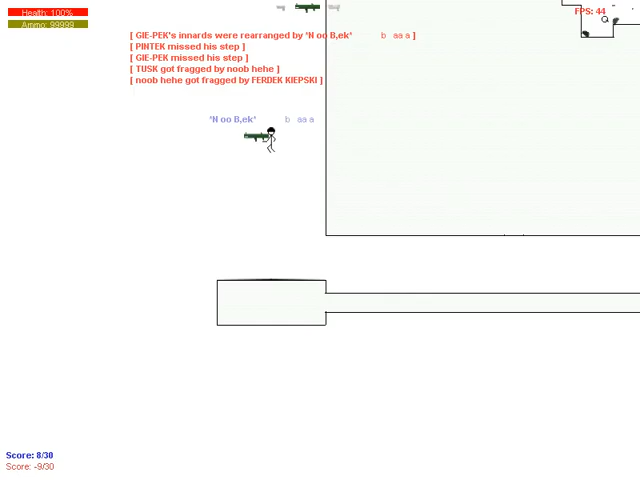 Health: 100%
Ammo: 99999
FPS: 44
[ GIE-PEK's innards were rearranged by *N oo B,ek* b aa a ]
[ PINTEK missed his step ]
[ GIE-PEK missed his step ]
[ TUSK got fragged by noob hehe ]
[ noob hehe got fragged by FERDEK KIEPSKI ]
*N oo B,ek* b aa a
Score: 8/30
Score: -9/30